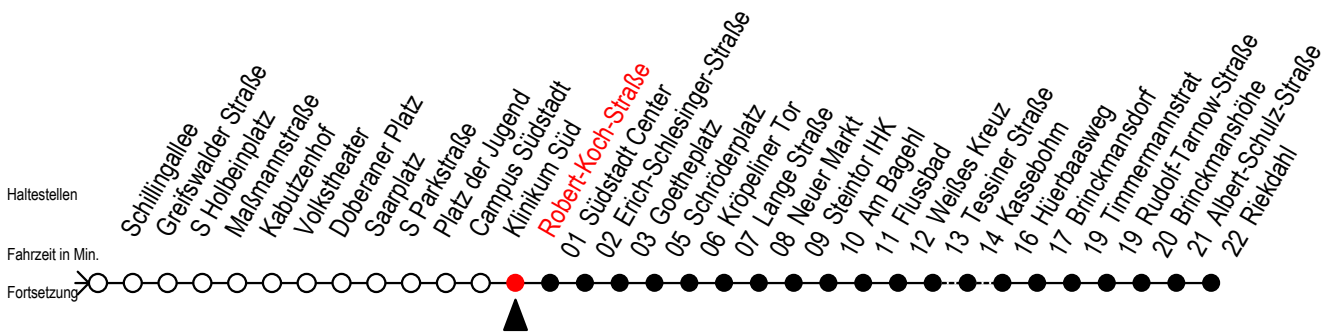 Haltestellen
Schillingallee
Greifswalder Straße
S Holbeinplatz
Maßmannstraße
Kabutzenhof
Volkstheater
Doberaner Platz
Saarplatz
S Parkstraße
Platz der Jugend
Campus Südstadt
Klinikum Süd
Robert-Koch-Straße
01 Südstadt Center
02 Erich-Schlesinger-Straße
03 Goetheplatz
05 Schröderplatz
06 Kröpeliner Tor
07 Lange Straße
08 Neuer Markt
09 Steintor IHK
10 Am Bagehl
11 Flussbad
12 Weißes Kreuz
13 Tessiner Straße
14 Kassebohm
16 Hüerbaasweg
17 Brinckmansdorf
19 Timmermannstrat
19 Rudolf-Tarnow-Straße
20 Brinckmanshöhe
21 Albert-Schulz-Straße
22 Riekdahl
Fahrzeit in Min.
Fortsetzung